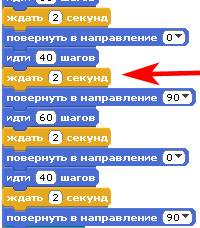 ждать 2 секунд
повернуть в направление 0
идти 40 шагов
ждать 2 секунд
повернуть в направление 90
идти 60 шагов
ждать 2 секунд
повернуть в направление 0
идти 40 шагов
ждать 2 секунд
повернуть в направление 90